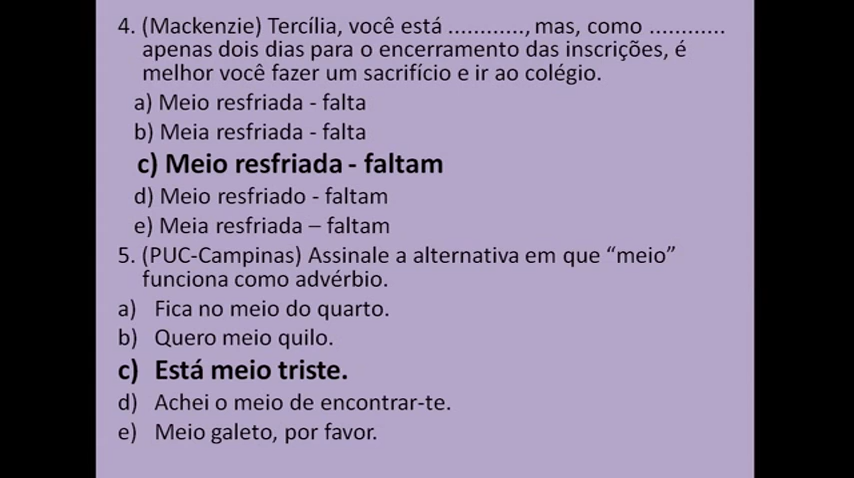 4. (Mackenzie) Tercília, você está ............, mas, como ............
apenas dois dias para o encerramento das inscrições, é
melhor você fazer um sacrifício e ir ao colégio.
a) Meio resfriada - falta
b) Meia resfriada - falta
c) Meio resfriada - faltam
d) Meio resfriado - faltam
e) Meia resfriada – faltam
5. (PUC-Campinas) Assinale a alternativa em que “meio”
funciona como advérbio.
a) Fica no meio do quarto.
b) Quero meio quilo.
c) Está meio triste.
d) Achei o meio de encontrar-te.
e) Meio galeto, por favor.